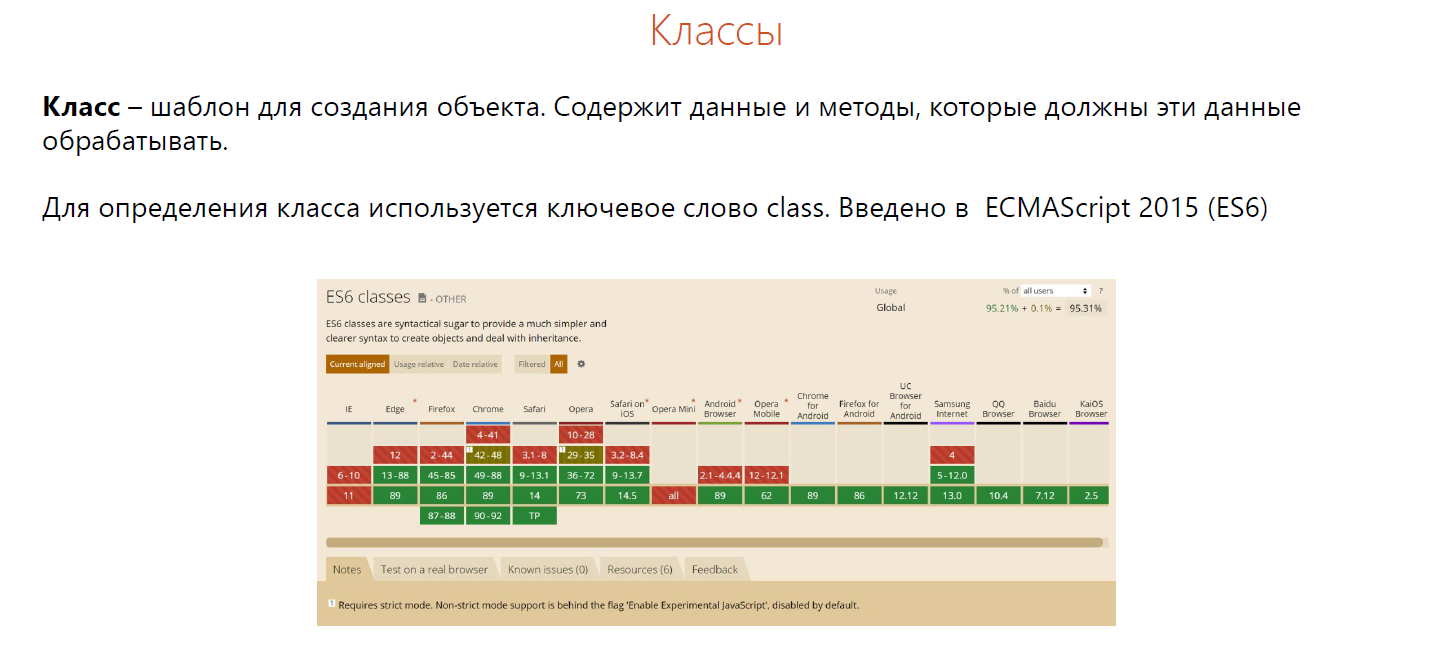 Классы
Класс – шаблон для создания объекта. Содержит данные и методы, которые должны эти данные
обрабатывать.
Для определения класса используется ключевое слово class. Введено в  ECMAScript 2015 (ES6)
ES6 classes - OTHER
Usage % of all users ?
Global 95.21% + 0.1% = 95.31%
ES6 classes are syntactical sugar to provide a much simpler and
clearer syntax to create objects and deal with inheritance.
Current aligned Usage relative Date relative Filtered All
IE Edge * Firefox Chrome Safari Opera Safari on iOS * Opera Mini * Android Browser * Opera Mobile * Chrome for Android Firefox for Android UC Browser for Android Samsung Internet QQ Browser Baidu Browser KaiOS Browser
4-41 10-28
12 2-44 1 42-48 3.1-8 1 29-35 3.2-8.4 4
6-10 13-88 45-85 49-88 9-13.1 36-72 9-13.7 2.1-4.4.4 12-12.1 5-12.0
11 89 86 89 14 73 14.5 all 89 62 89 86 12.12 13.0 10.4 7.12 2.5
87-88 90-92 TP
Notes Test on a real browser Known issues (0) Resources (6) Feedback
1 Requires strict mode. Non-strict mode support is behind the flag 'Enable Experimental JavaScript', disabled by default.